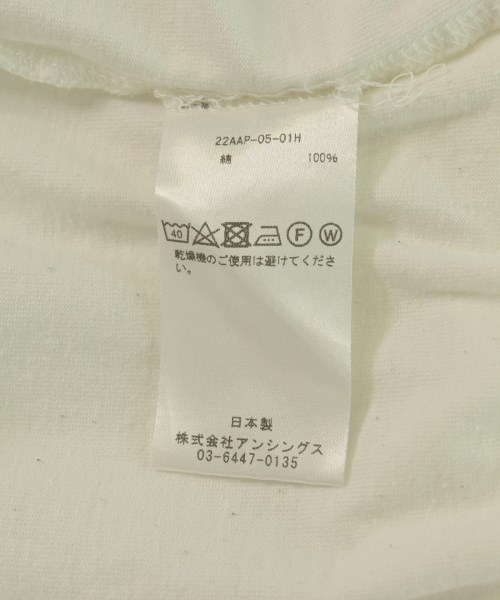 22AAP-05-01H
綿 100%
40 F W
乾燥機のご使用は避けてくださ
い。
日本製
株式会社アンシングス
03-6447-0135